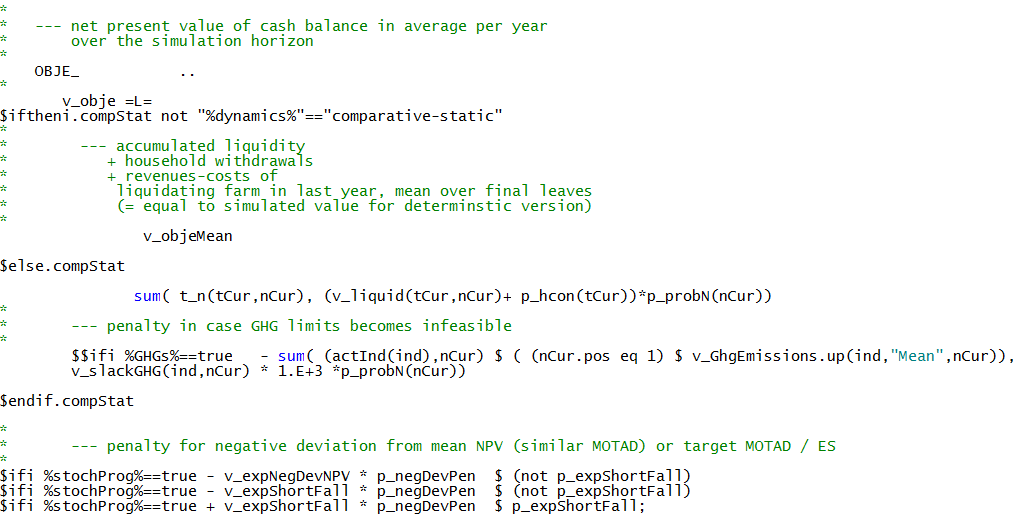 *
*   --- net present value of cash balance in average per year
*       over the simulation horizon
*
    OBJE_           ..
*
       v_obje =L=
$iftheni.compStat not "%dynamics%"=="comparative-static"
*
*        --- accumulated liquidity
*           + household withdrawals
*           + revenues-costs of
*            liquidating farm in last year, mean over final leaves
*            (= equal to simulated value for determinstic version)
*
                v_objeMean
$else.compStat
               sum( t_n(tCur,nCur), (v_liquid(tCur,nCur)+ p_hcon(tCur))*p_probN(nCur))
*
*       --- penalty in case GHG limits becomes infeasible
*
        $$ifi %GHGs%==true   - sum( (actInd(ind),nCur) $ ( (nCur.pos eq 1) $ v_GhgEmissions.up(ind,"Mean",nCur)),
        v_slackGHG(ind,nCur) * 1.E+3 *p_probN(nCur))
$endif.compStat
*
*       --- penalty for negative deviation from mean NPV (similar MOTAD) or target MOTAD / ES
*
$ifi %stochProg%==true - v_expNegDevNPV * p_negDevPen  $ (not p_expShortFall)
$ifi %stochProg%==true - v_expShortFall * p_negDevPen  $ (not p_expShortFall)
$ifi %stochProg%==true + v_expShortFall * p_negDevPen  $ p_expShortFall;